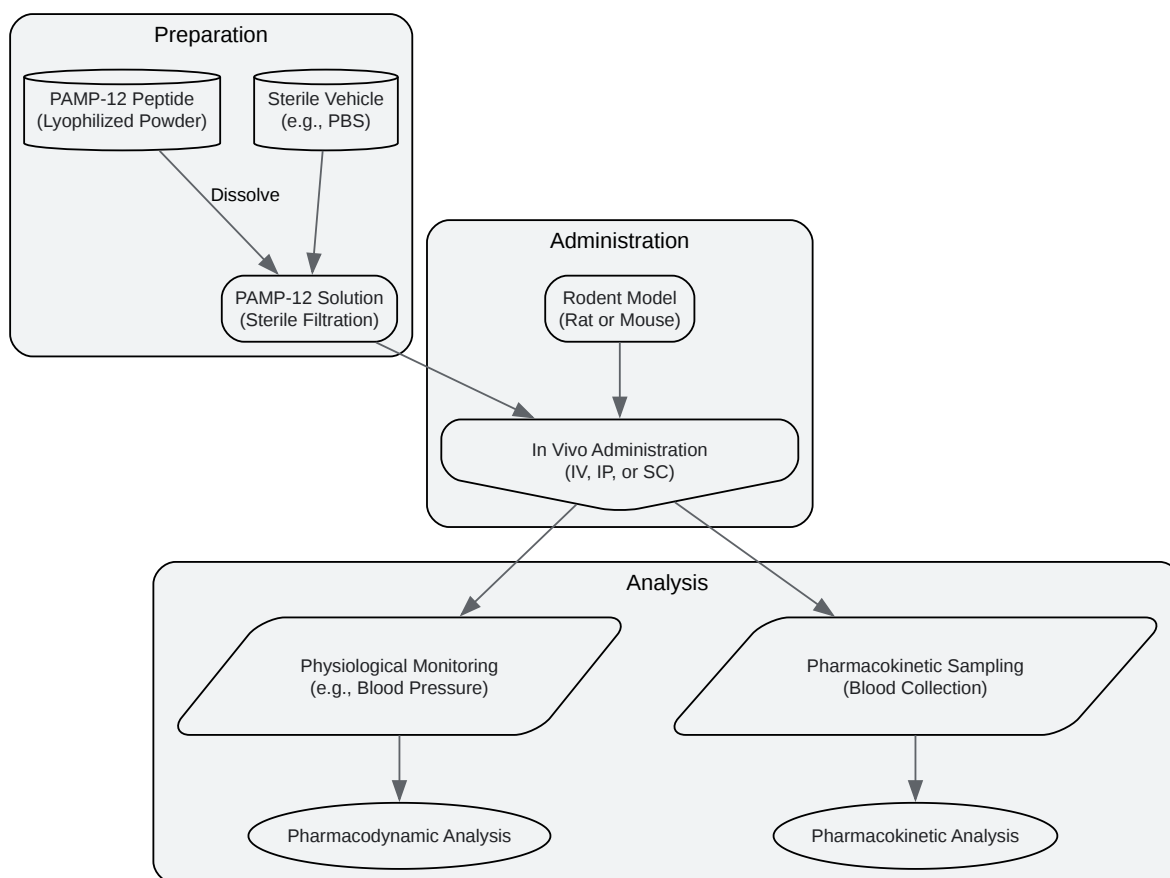 Preparation
PAMP-12 Peptide
(Lyophilized Powder)
Sterile Vehicle
(e.g., PBS)
Dissolve
PAMP-12 Solution
(Sterile Filtration)
Administration
Rodent Model
(Rat or Mouse)
In Vivo Administration
(IV, IP, or SC)
Analysis
Physiological Monitoring
(e.g., Blood Pressure)
Pharmacokinetic Sampling
(Blood Collection)
Pharmacodynamic Analysis
Pharmacokinetic Analysis